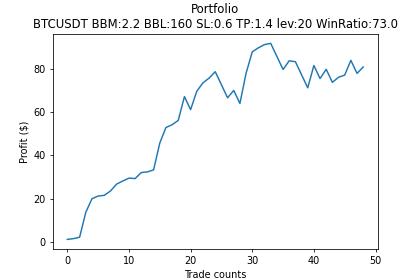 Portfolio
BTCUSDT BBM:2.2 BBL:160 SL:0.6 TP:1.4 lev:20 WinRatio:73.0
80
60
40
20
0
Profit ($)
0 10 20 30 40 50
Trade counts